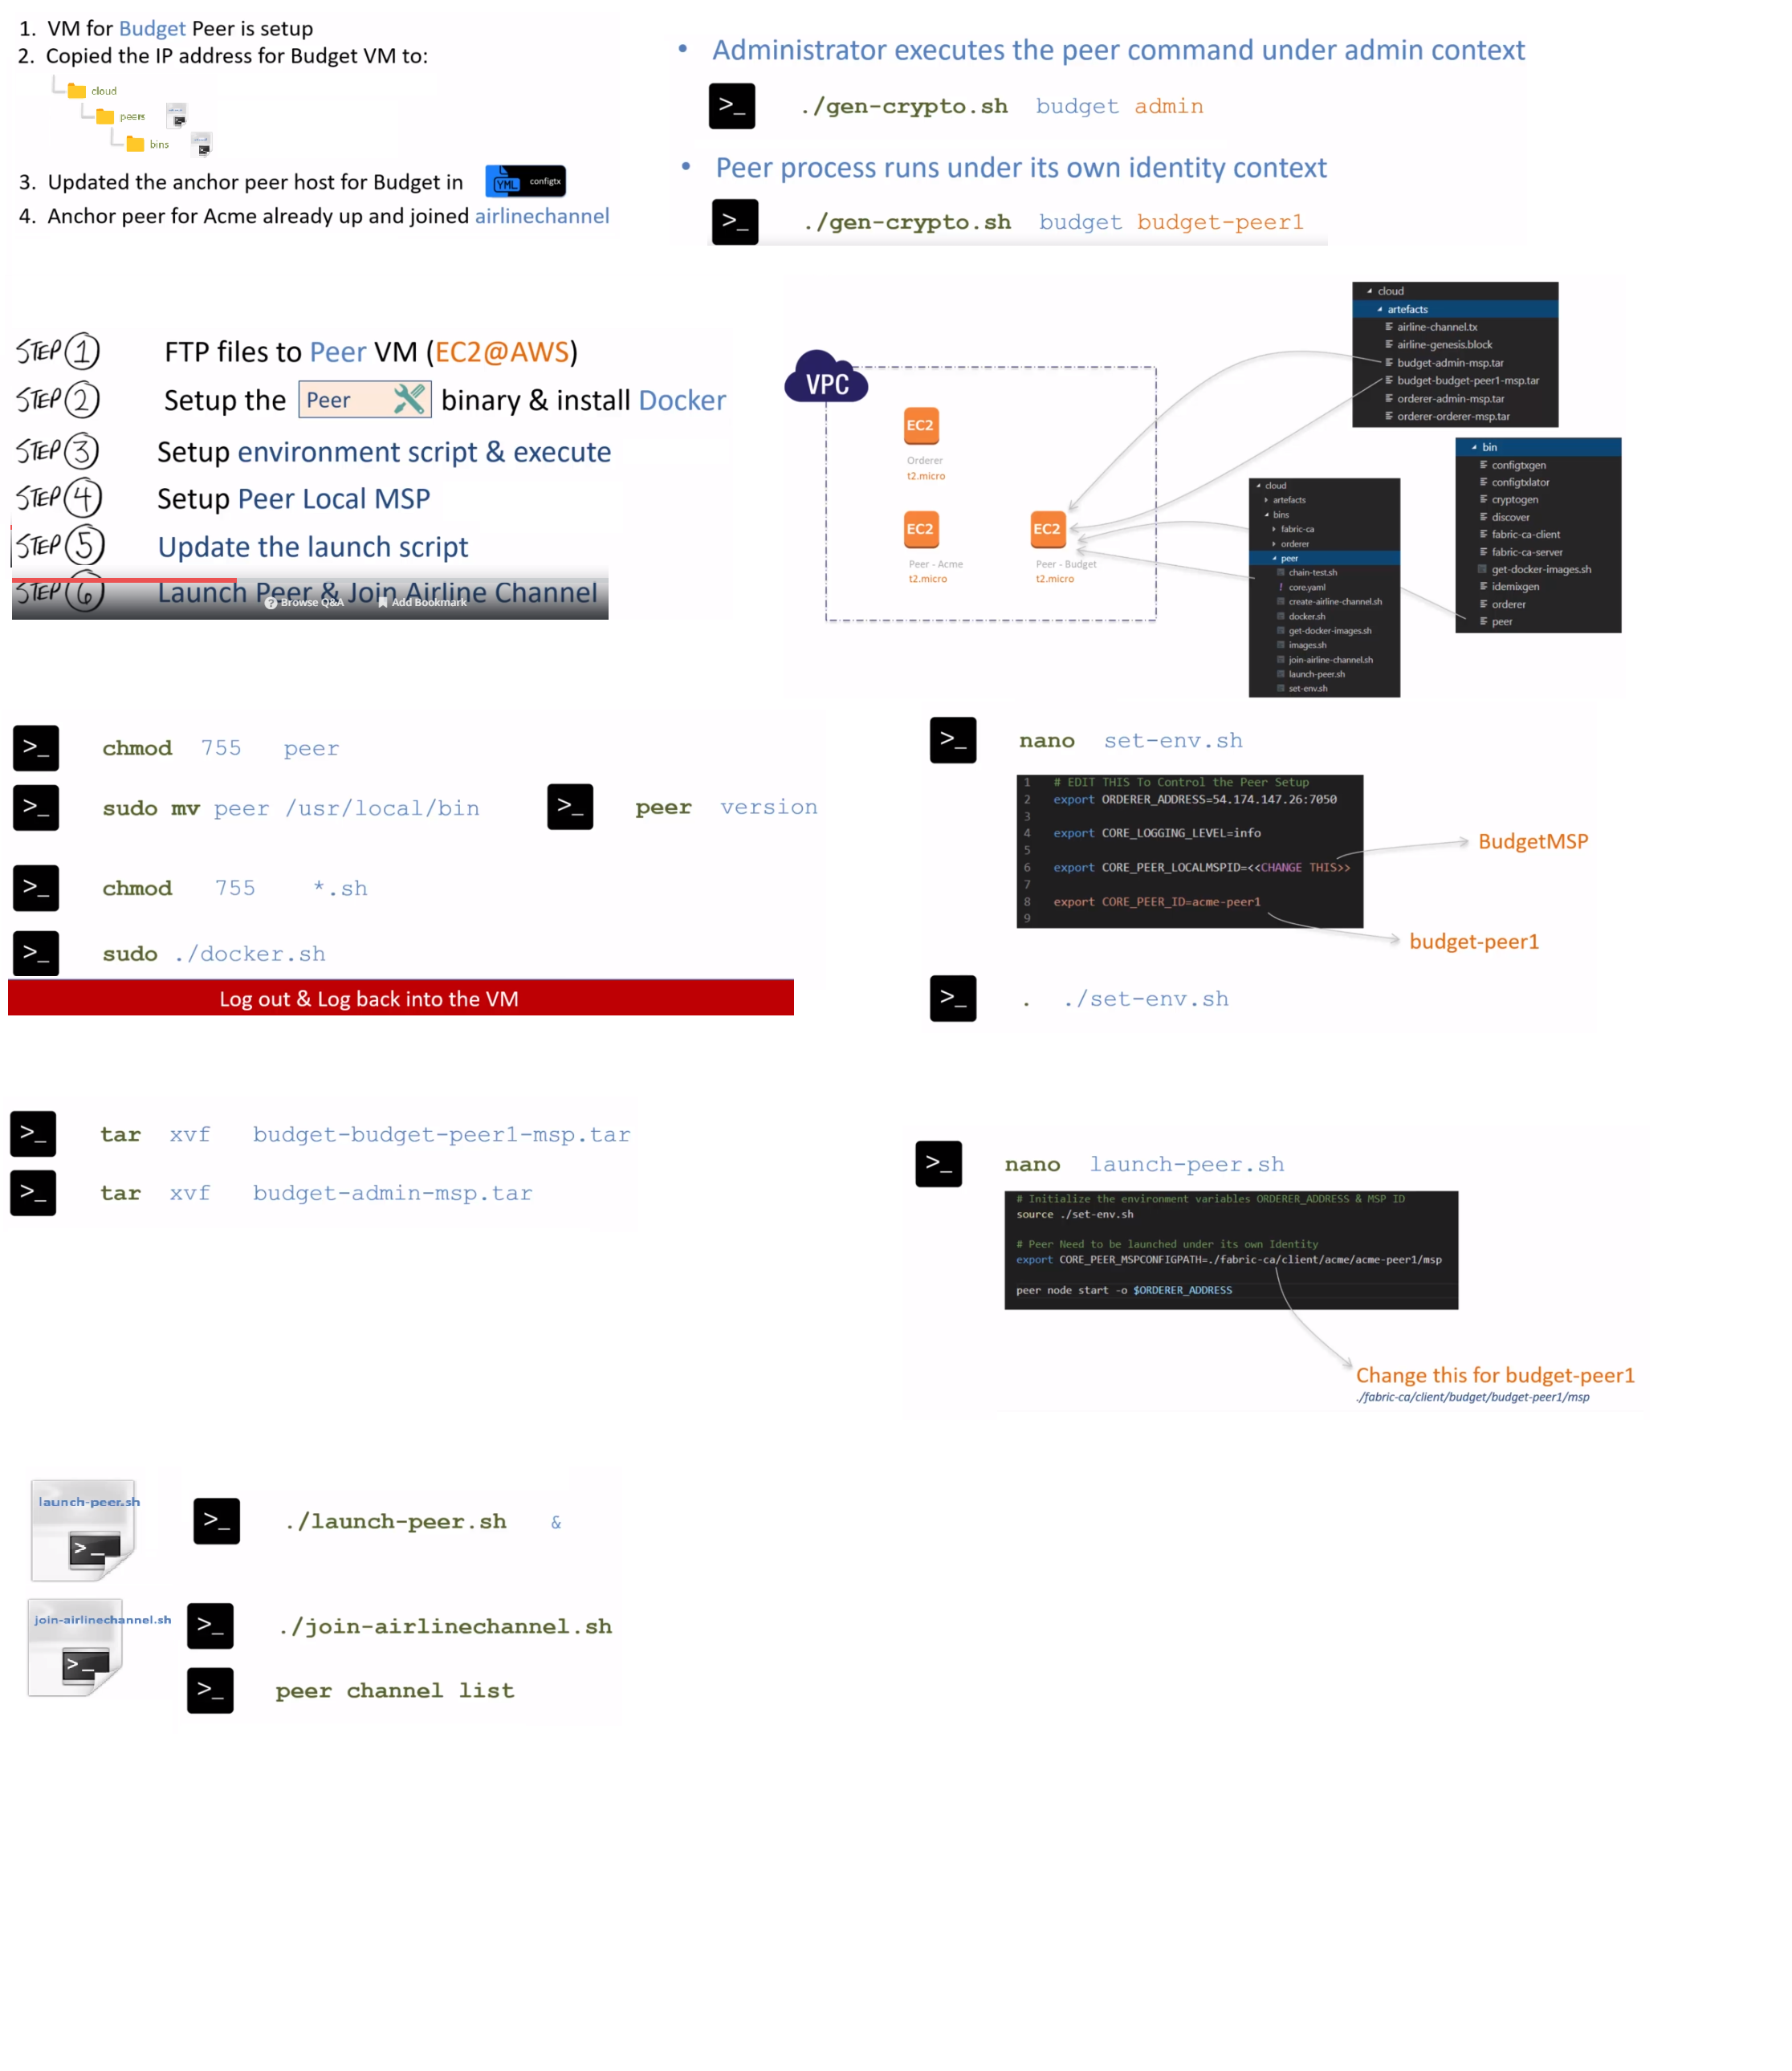 1. VM for Budget Peer is setup
2. Copied the IP address for Budget VM to:
cloud
peers
bins
3. Updated the anchor peer host for Budget in
YML configtx
4. Anchor peer for Acme already up and joined airlinechannel
• Administrator executes the peer command under admin context
>_ ./gen-crypto.sh budget admin
• Peer process runs under its own identity context
>_ ./gen-crypto.sh budget budget-peer1
STEP 1 FTP files to Peer VM (EC2@AWS)
STEP 2 Setup the Peer binary & install Docker
STEP 3 Setup environment script & execute
STEP 4 Setup Peer Local MSP
STEP 5 Update the launch script
STEP 6 Launch Peer & Join Airline Channel
Browse Q&A Add Bookmark
VPC
EC2
Orderer
t2.micro
EC2
Peer - Acme
t2.micro
EC2
Peer - Budget
t2.micro
cloud
artefacts
airline-channel.tx
airline-genesis.block
budget-admin-msp.tar
budget-budget-peer1-msp.tar
orderer-admin-msp.tar
orderer-orderer-msp.tar
cloud
artefacts
bins
fabric-ca
orderer
peer
chain-test.sh
! core.yaml
create-airline-channel.sh
docker.sh
get-docker-images.sh
images.sh
join-airline-channel.sh
launch-peer.sh
set-env.sh
bin
configtxgen
configtxlator
cryptogen
discover
fabric-ca-client
fabric-ca-server
get-docker-images.sh
idemixgen
orderer
peer
>_ chmod 755 peer
>_ sudo mv peer /usr/local/bin
>_ peer version
>_ chmod 755 *.sh
>_ sudo ./docker.sh
Log out & Log back into the VM
>_ nano set-env.sh
1 # EDIT THIS To Control the Peer Setup
2 export ORDERER_ADDRESS=54.174.147.26:7050
3
4 export CORE_LOGGING_LEVEL=info
5
6 export CORE_PEER_LOCALMSPID=<<CHANGE THIS>>
7
8 export CORE_PEER_ID=acme-peer1
9
BudgetMSP
budget-peer1
>_ . ./set-env.sh
>_ tar xvf budget-budget-peer1-msp.tar
>_ tar xvf budget-admin-msp.tar
>_ nano launch-peer.sh
# Initialize the environment variables ORDERER_ADDRESS & MSP ID
source ./set-env.sh
# Peer Need to be launched under its own Identity
export CORE_PEER_MSPCONFIGPATH=./fabric-ca/client/acme/acme-peer1/msp
peer node start -o $ORDERER_ADDRESS
Change this for budget-peer1
./fabric-ca/client/budget/budget-peer1/msp
launch-peer.sh
>_
>_ ./launch-peer.sh &
join-airlinechannel.sh
>_
>_ ./join-airlinechannel.sh
>_ peer channel list